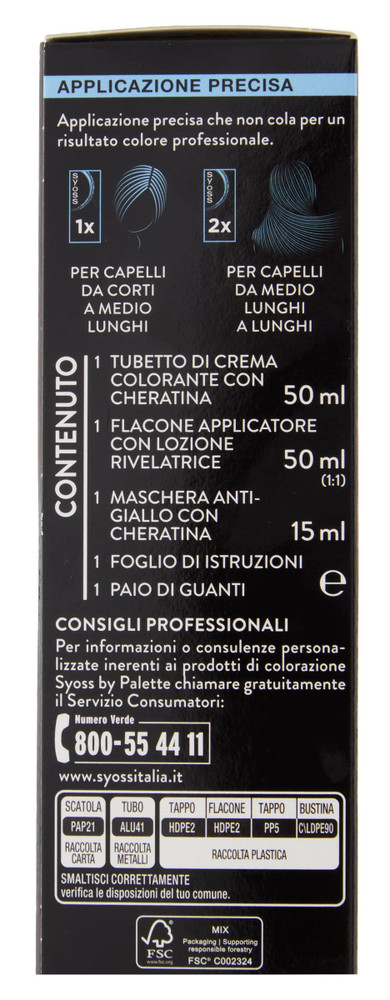 APPLICAZIONE PRECISA
Applicazione precisa che non cola per un
risultato colore professionale.
SYOSS
1x
SYOSS
2x
PER CAPELLI
DA CORTI
A MEDIO
LUNGHI
PER CAPELLI
DA MEDIO
LUNGHI
A LUNGHI
CONTENUTO
1 TUBETTO DI CREMA
COLORANTE CON
CHERATINA 50 ml
1 FLACONE APPLICATORE
CON LOZIONE
RIVELATRICE 50 ml
(1:1)
1 MASCHERA ANTI-
GIALLO CON
CHERATINA 15 ml
1 FOGLIO DI ISTRUZIONI
1 PAIO DI GUANTI
℮
CONSIGLI PROFESSIONALI
Per informazioni o consulenze persona-
lizzate inerenti ai prodotti di colorazione
Syoss by Palette chiamare gratuitamente
il Servizio Consumatori:
Numero Verde
800-55 44 11
www.syossitalia.it
SCATOLA TUBO TAPPO FLACONE TAPPO BUSTINA
PAP21 ALU41 HDPE2 HDPE2 PP5 C\LDPE90
RACCOLTA CARTA RACCOLTA METALLI RACCOLTA PLASTICA
SMALTISCI CORRETTAMENTE
verifica le disposizioni del tuo comune.
FSC
www.fsc.org
MIX
Packaging | Supporting
responsible forestry
FSC® C002324